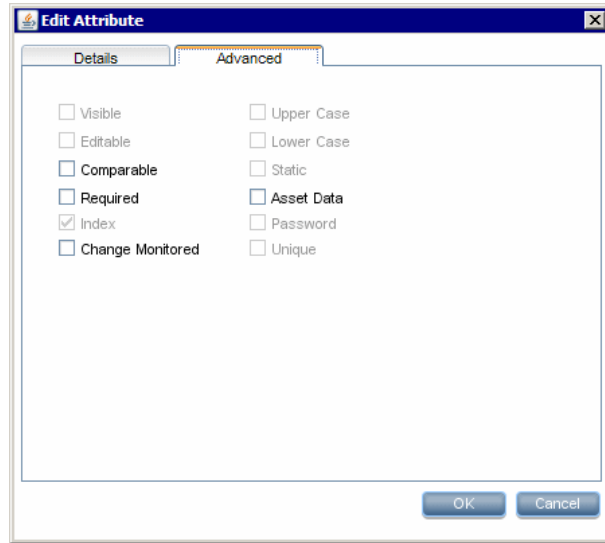 Edit Attribute
Details Advanced
Visible Upper Case
Editable Lower Case
Comparable Static
Required Asset Data
Index Password
Change Monitored Unique
OK Cancel